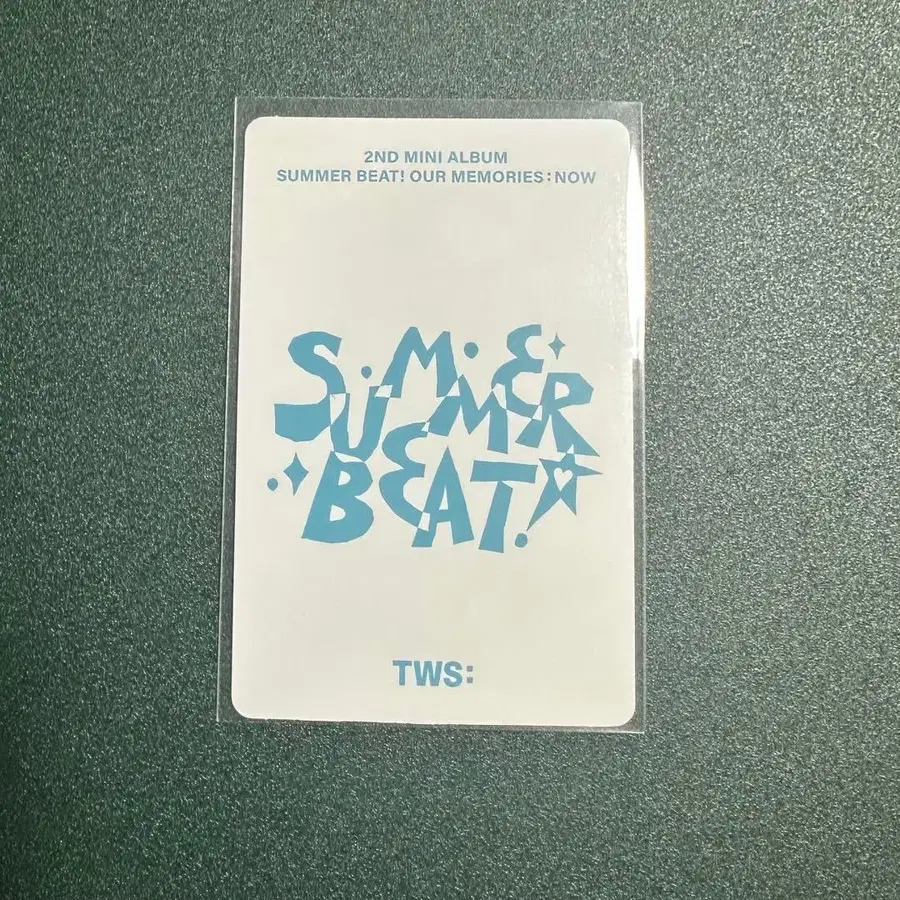 2ND MINI ALBUM
SUMMER BEAT! OUR MEMORIES : NOW
SUMMER
BEAT!
TWS: